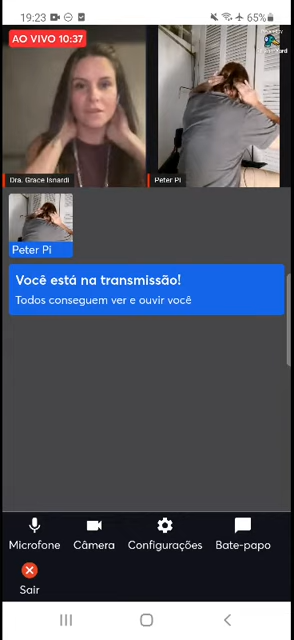 19:23
65%
AO VIVO 10:37
Dra. Grace Isnardi
Peter Pi
Peter Pi
Você está na transmissão!
Todos conseguem ver e ouvir você
Microfone
Câmera
Configurações
Bate-papo
Sair